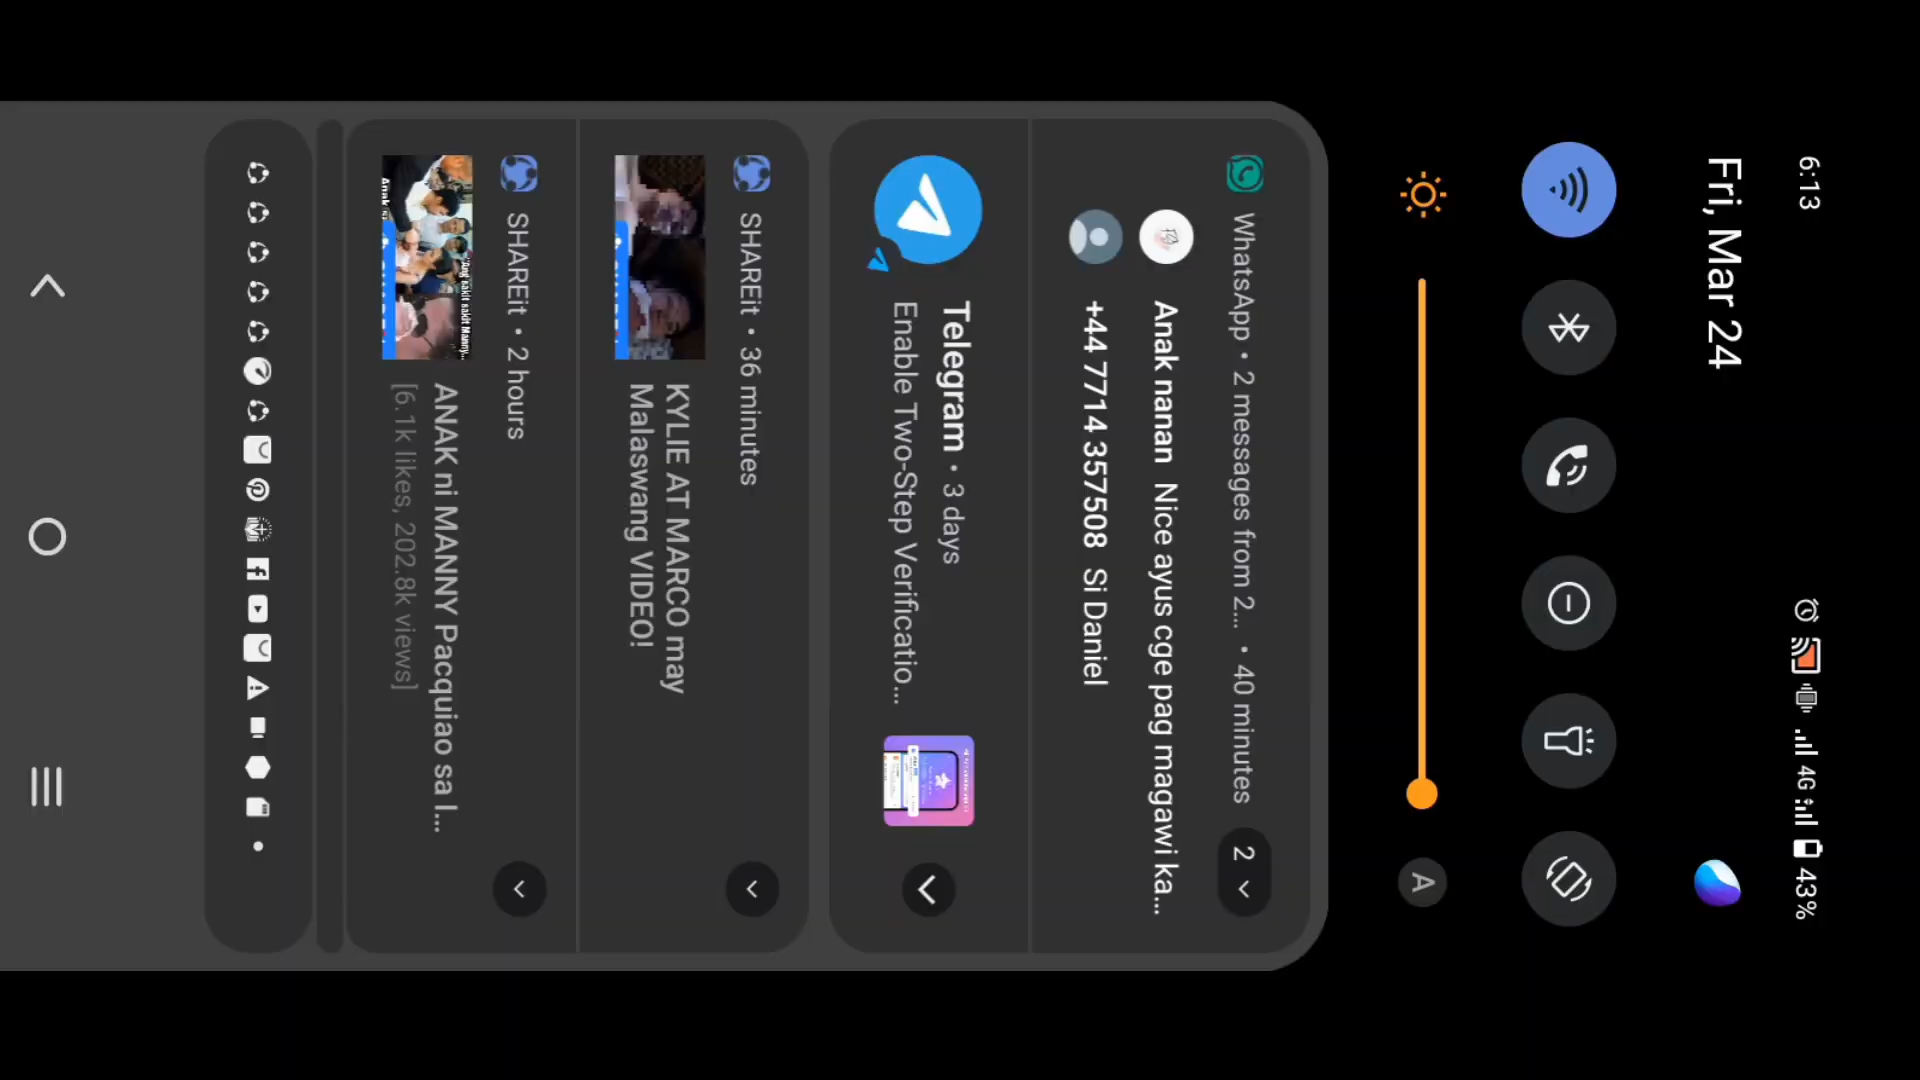 6:13
4G
43%
Fri, Mar 24
A
WhatsApp • 2 messages from 2... • 40 minutes
2
Anak nanan Nice ayus cge pag magawi ka...
+44 7714 357508 Si Daniel
Telegram • 3 days
Enable Two-Step Verificatio...
SHAREit • 36 minutes
KYLIE AT MARCO may
Malaswang VIDEO!
SHAREit • 2 hours
ANAK ni MANNY Pacquiao sa I...
[6.1k likes, 202.8k views]